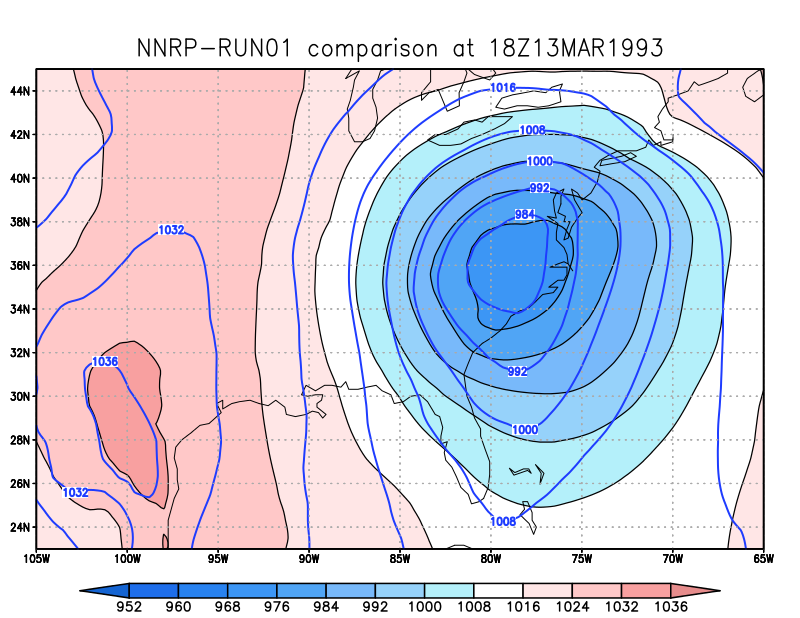 NNRP-RUN01 comparison at 18Z13MAR1993
44N
42N
40N
38N
36N
34N
32N
30N
28N
26N
24N
1016
1008
1000
992
984
1032
1036
992
1000
1032
1008
105W 100W 95W 90W 85W 80W 75W 70W 65W
952 960 968 976 984 992 1000 1008 1016 1024 1032 1036